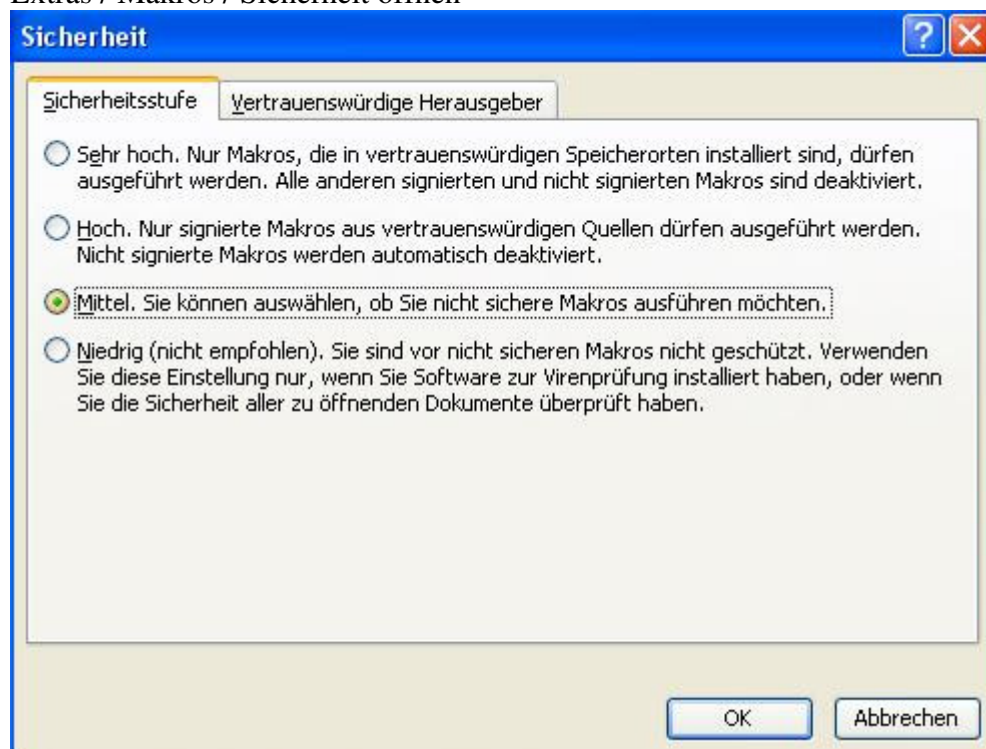 Extras / Makros / Sicherheit öffnen
Sicherheit
Sicherheitsstufe Vertrauenswürdige Herausgeber
Sehr hoch. Nur Makros, die in vertrauenswürdigen Speicherorten installiert sind, dürfen
ausgeführt werden. Alle anderen signierten und nicht signierten Makros sind deaktiviert.
Hoch. Nur signierte Makros aus vertrauenswürdigen Quellen dürfen ausgeführt werden.
Nicht signierte Makros werden automatisch deaktiviert.
Mittel. Sie können auswählen, ob Sie nicht sichere Makros ausführen möchten.
Niedrig (nicht empfohlen). Sie sind vor nicht sicheren Makros nicht geschützt. Verwenden
Sie diese Einstellung nur, wenn Sie Software zur Virenprüfung installiert haben, oder wenn
Sie die Sicherheit aller zu öffnenden Dokumente überprüft haben.
OK Abbrechen